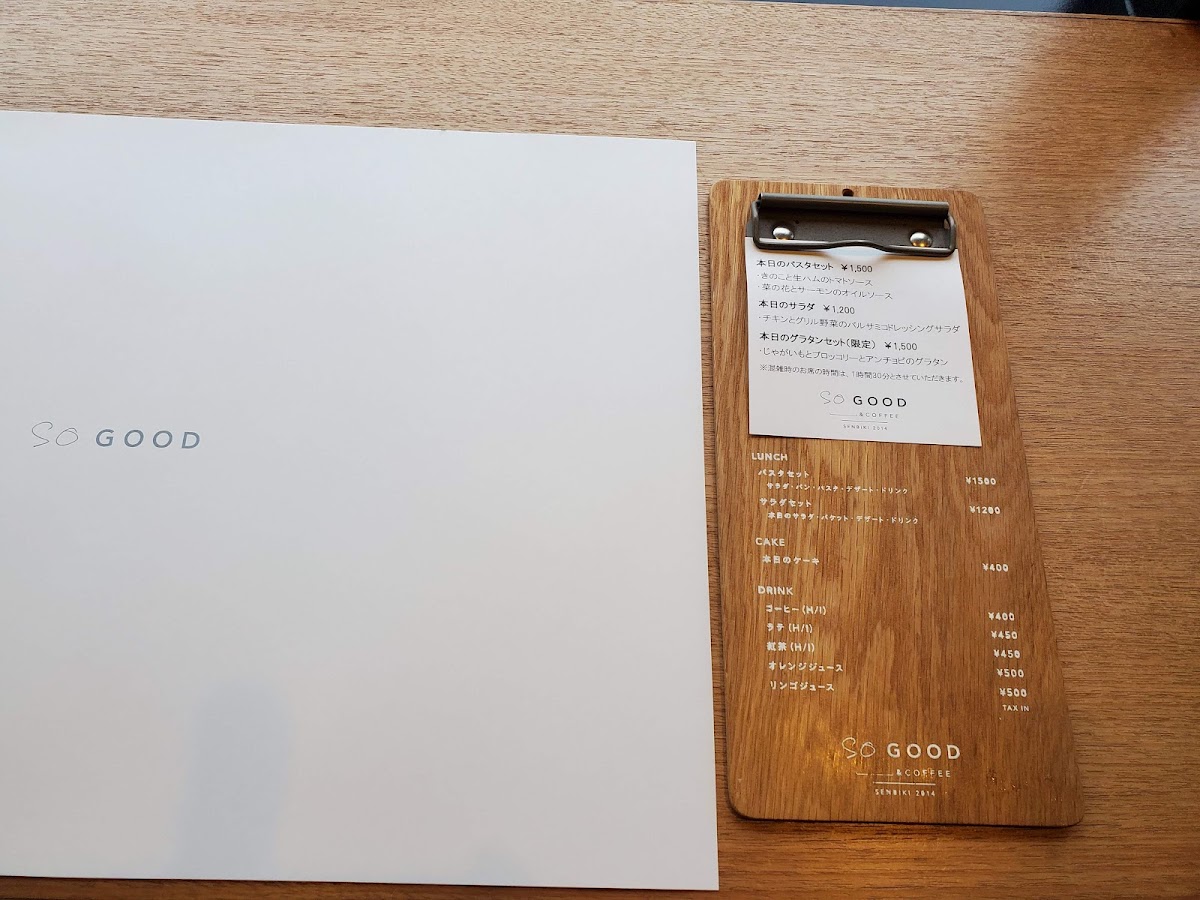 SO GOOD
本日のパスタセット ¥1,500
・きのこと生ハムのトマトソース
・菜の花とサーモンのオイルソース
本日のサラダ ¥1,200
・チキンとグリル野菜のバルサミコドレッシングサラダ
本日のグラタンセット(限定) ¥1,500
・じゃがいもとブロッコリーとアンチョビのグラタン
※混雑時のお席の時間は、1時間30分とさせていただきます。
SO GOOD
&COFFEE
SENBIKI 2014
LUNCH
パスタセット ¥1500
サラダ・パン・パスタ・デザート・ドリンク
サラダセット ¥1200
本日のサラダ・バケット・デザート・ドリンク
CAKE
本日のケーキ ¥400
DRINK
コーヒー(H/I) ¥400
ラテ(H/I) ¥450
紅茶(H/I) ¥450
オレンジジュース ¥500
リンゴジュース ¥500
TAX IN
SO GOOD
&COFFEE
SENBIKI 2014